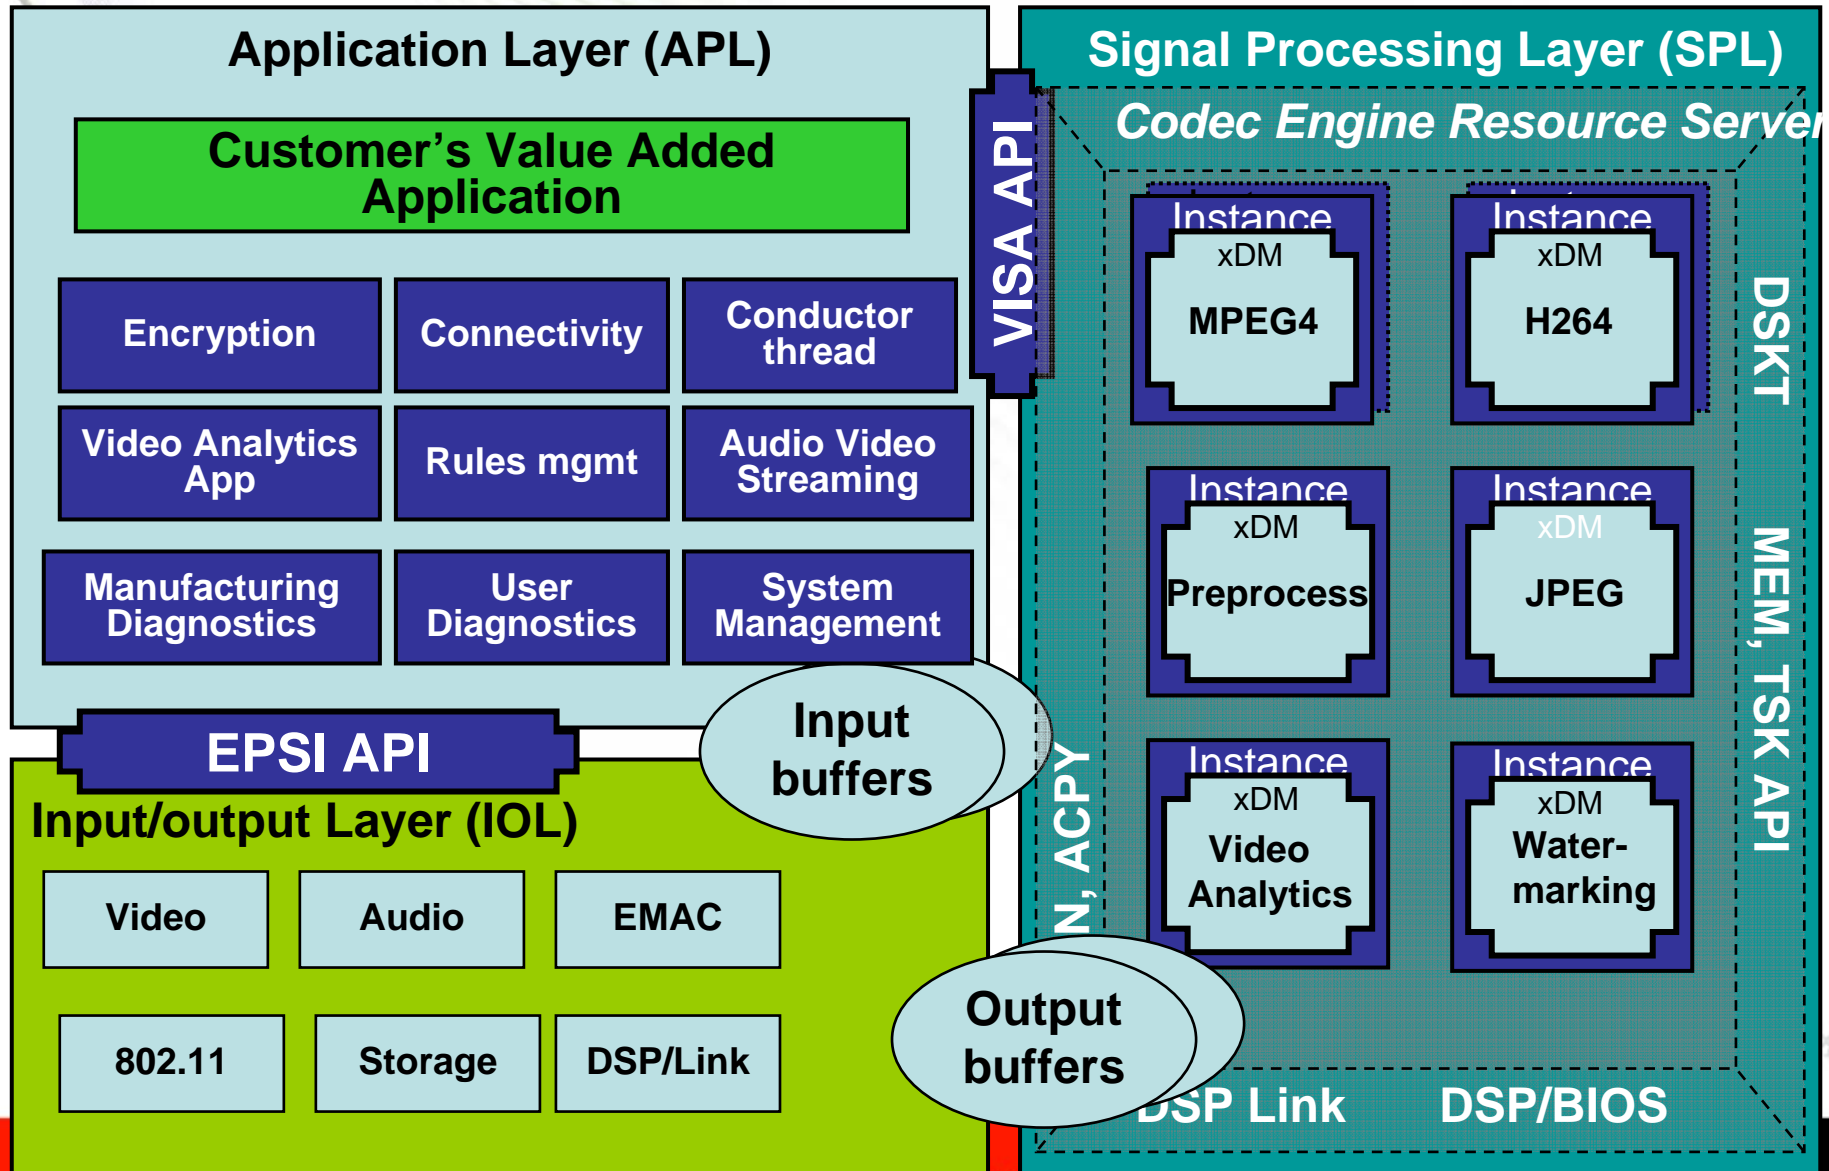 Application Layer (APL)
Customer's Value Added
Application
Encryption
Connectivity
Conductor
thread
Video Analytics
App
Rules mgmt
Audio Video
Streaming
Manufacturing
Diagnostics
User
Diagnostics
System
Management
EPSI API
Input/output Layer (IOL)
Video
Audio
EMAC
802.11
Storage
DSP/Link
Input
buffers
Output
buffers
VISA API
Signal Processing Layer (SPL)
Codec Engine Resource Server
Instance
xDM
MPEG4
Instance
xDM
H264
Instance
xDM
Preprocess
Instance
xDM
JPEG
Instance
xDM
Video
Analytics
Instance
xDM
Water-
marking
DSKT
MEM, TSK API
N, ACPY
DSP Link
DSP/BIOS